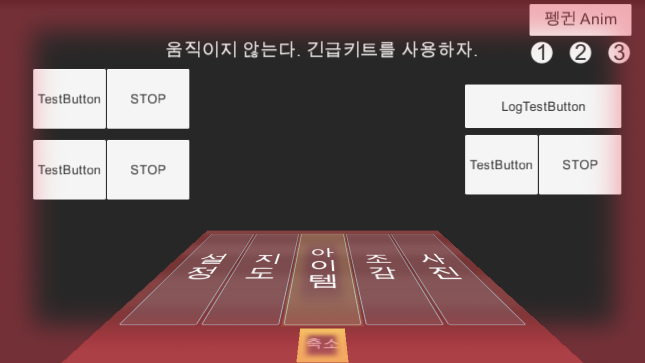 펭귄 Anim
움직이지 않는다. 긴급키트를 사용하자.
1 2 3
TestButton STOP
LogTestButton
TestButton STOP
TestButton STOP
설정 지도 아이템 조감 사진
축소